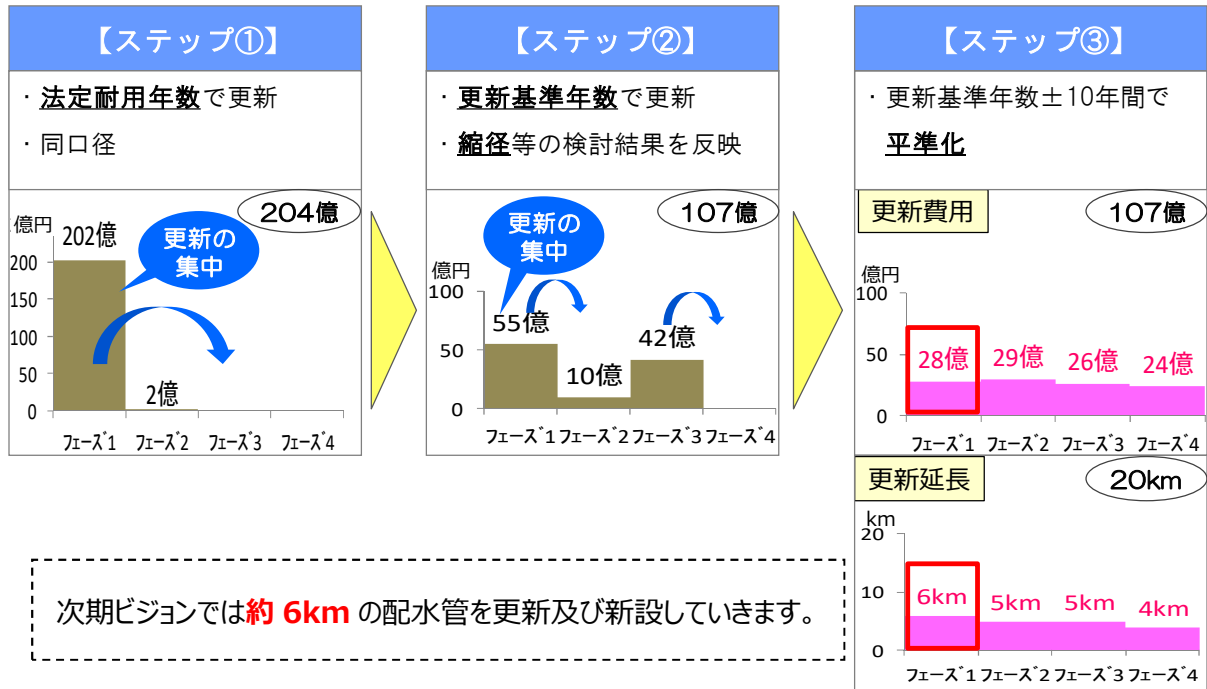 【ステップ①】
・法定耐用年数で更新
・同口径
204億
億円
202億
更新の
集中
200
150
100
50
0
2億
フェーズ1 フェーズ2 フェーズ3 フェーズ4
【ステップ②】
・更新基準年数で更新
・縮径等の検討結果を反映
107億
更新の
集中
億円
100
50
0
55億
10億
42億
フェーズ1 フェーズ2 フェーズ3 フェーズ4
【ステップ③】
・更新基準年数±10年間で
平準化
更新費用
107億
億円
100
50
0
28億 29億 26億 24億
フェーズ1 フェーズ2 フェーズ3 フェーズ4
更新延長
20km
km
20
10
0
6km 5km 5km 4km
フェーズ1 フェーズ2 フェーズ3 フェーズ4
次期ビジョンでは約 6km の配水管を更新及び新設していきます。